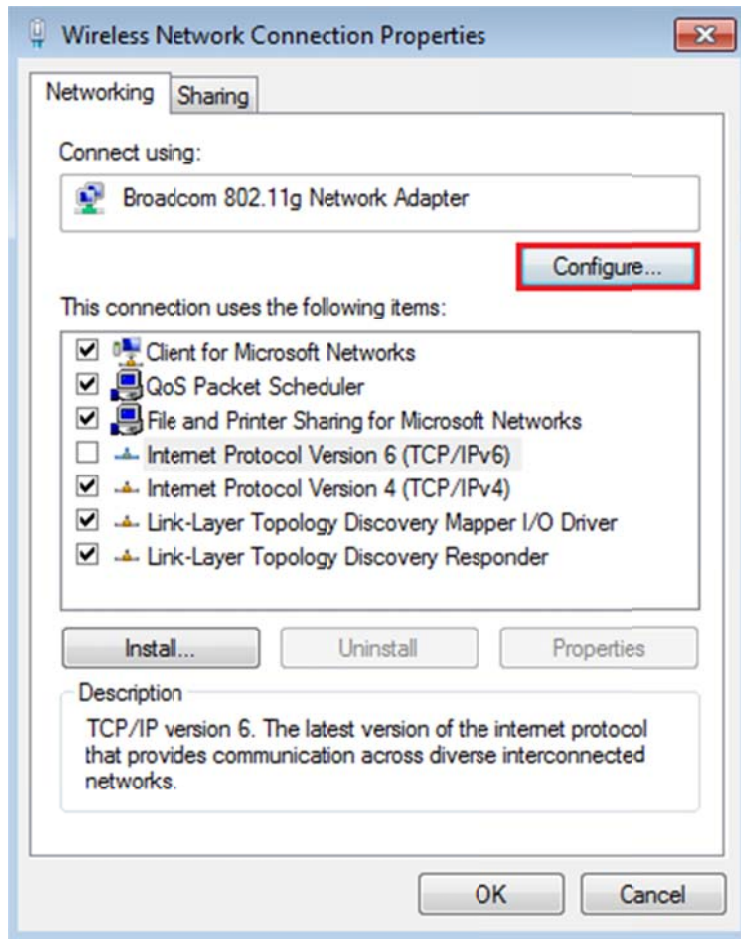 Wireless Network Connection Properties
Networking
Sharing
Connect using:
Broadcom 802.11g Network Adapter
Configure...
This connection uses the following items:
Client for Microsoft Networks
QoS Packet Scheduler
File and Printer Sharing for Microsoft Networks
Internet Protocol Version 6 (TCP/IPv6)
Internet Protocol Version 4 (TCP/IPv4)
Link-Layer Topology Discovery Mapper I/O Driver
Link-Layer Topology Discovery Responder
Install...
Uninstall
Properties
Description
TCP/IP version 6. The latest version of the internet protocol
that provides communication across diverse interconnected
networks.
OK
Cancel